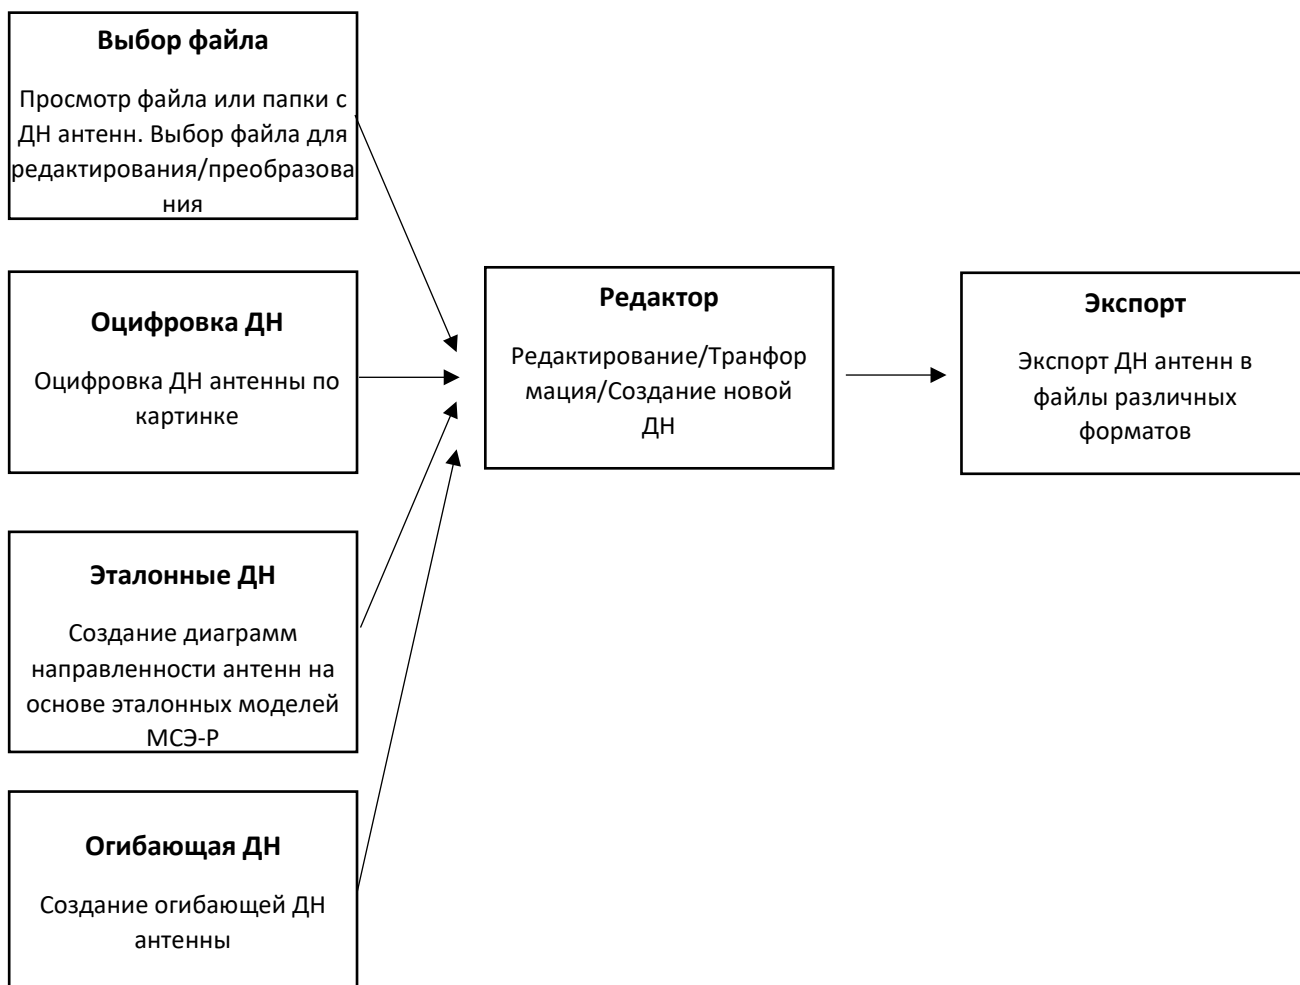 Выбор файла
Просмотр файла или папки с
ДН антенн. Выбор файла для
редактирования/преобразова
ния
Оцифровка ДН
Оцифровка ДН антенны по
картинке
Эталонные ДН
Создание диаграмм
направленности антенн на
основе эталонных моделей
МСЭ-Р
Огибающая ДН
Создание огибающей ДН
антенны
Редактор
Редактирование/Транфор
мация/Создание новой
ДН
Экспорт
Экспорт ДН антенн в
файлы различных
форматов